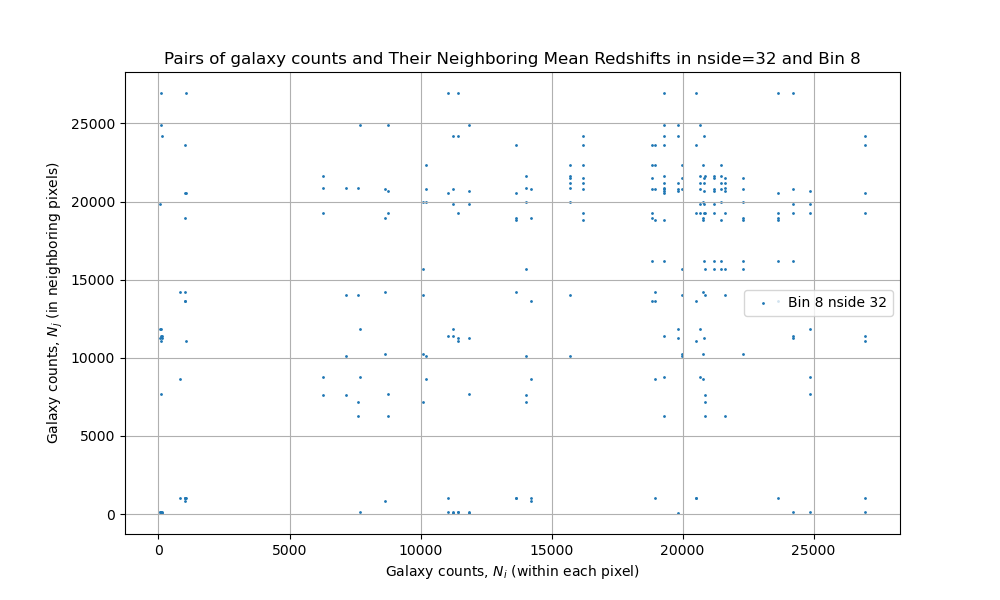 Pairs of galaxy counts and Their Neighboring Mean Redshifts in nside=32 and Bin 8
25000
20000
15000
10000
5000
0
Galaxy counts, N_j (in neighboring pixels)
Bin 8 nside 32
0 5000 10000 15000 20000 25000
Galaxy counts, N_i (within each pixel)